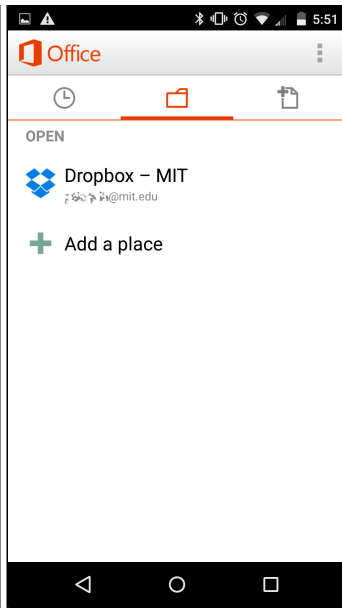 5:51
Office
OPEN
Dropbox – MIT
@mit.edu
Add a place